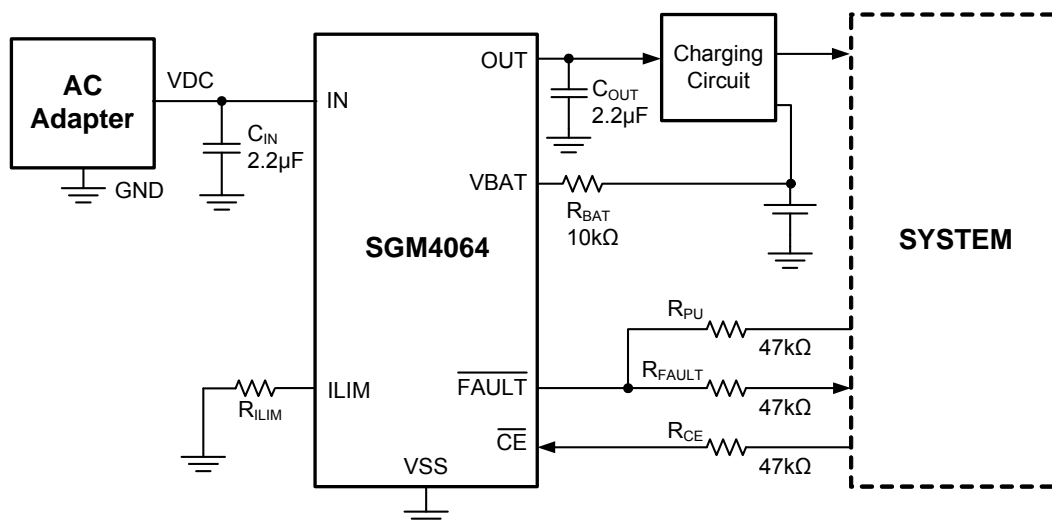 AC
Adapter
VDC
GND
C_IN
2.2µF
IN
ILIM
R_ILIM
SGM4064
VSS
OUT
VBAT
FAULT
CE
C_OUT
2.2µF
Charging
Circuit
R_BAT
10kΩ
R_PU
47kΩ
R_FAULT
47kΩ
R_CE
47kΩ
SYSTEM